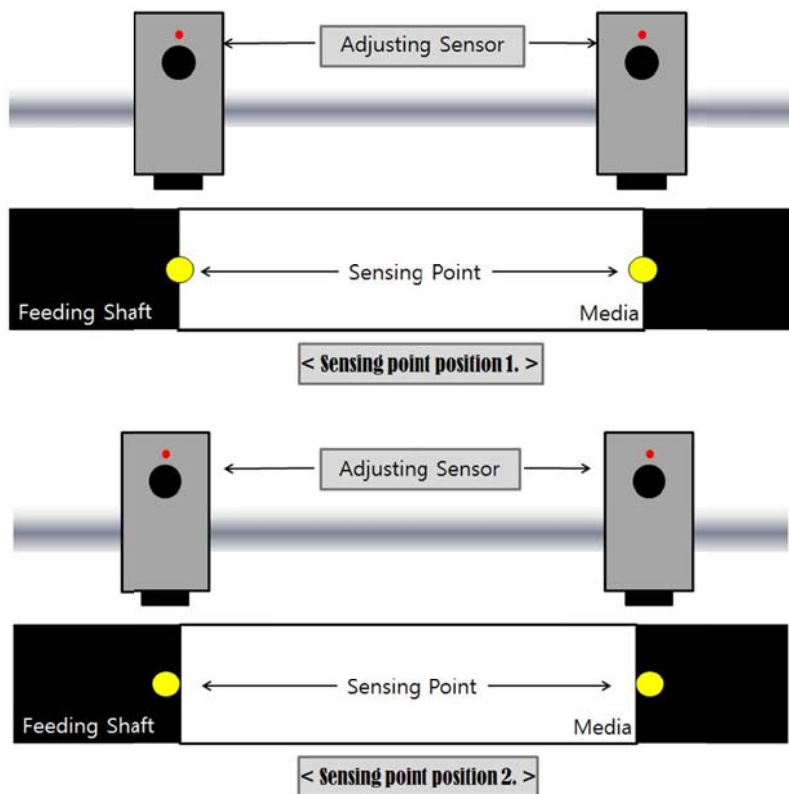 Adjusting Sensor
Sensing Point
Feeding Shaft
Media
< Sensing point position 1. >
Adjusting Sensor
Sensing Point
Feeding Shaft
Media
< Sensing point position 2. >